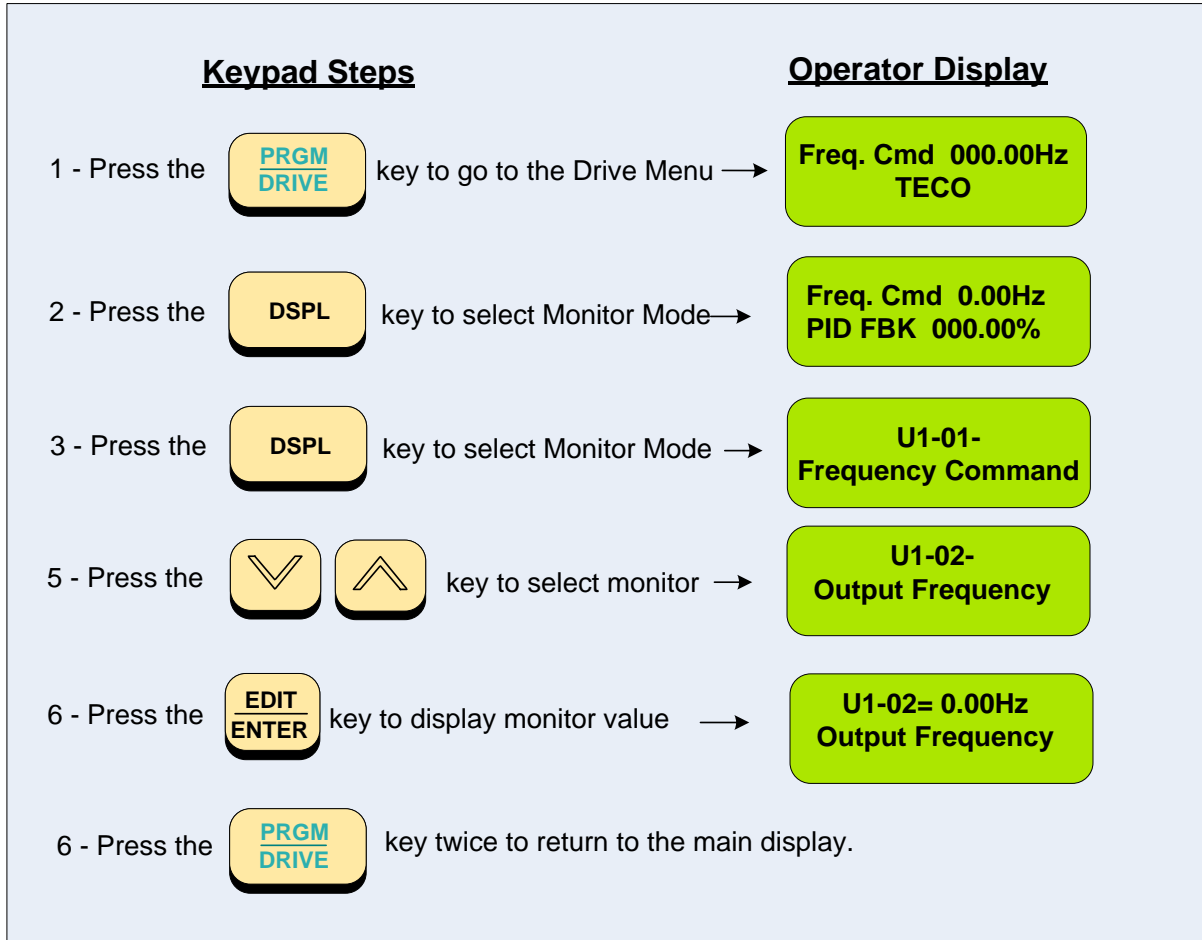 Keypad Steps
Operator Display
1 - Press the PRGM DRIVE key to go to the Drive Menu
Freq. Cmd 000.00Hz
TECO
2 - Press the DSPL key to select Monitor Mode
Freq. Cmd 0.00Hz
PID FBK 000.00%
3 - Press the DSPL key to select Monitor Mode
U1-01-
Frequency Command
5 - Press the key to select monitor
U1-02-
Output Frequency
6 - Press the EDIT ENTER key to display monitor value
U1-02= 0.00Hz
Output Frequency
6 - Press the PRGM DRIVE key twice to return to the main display.